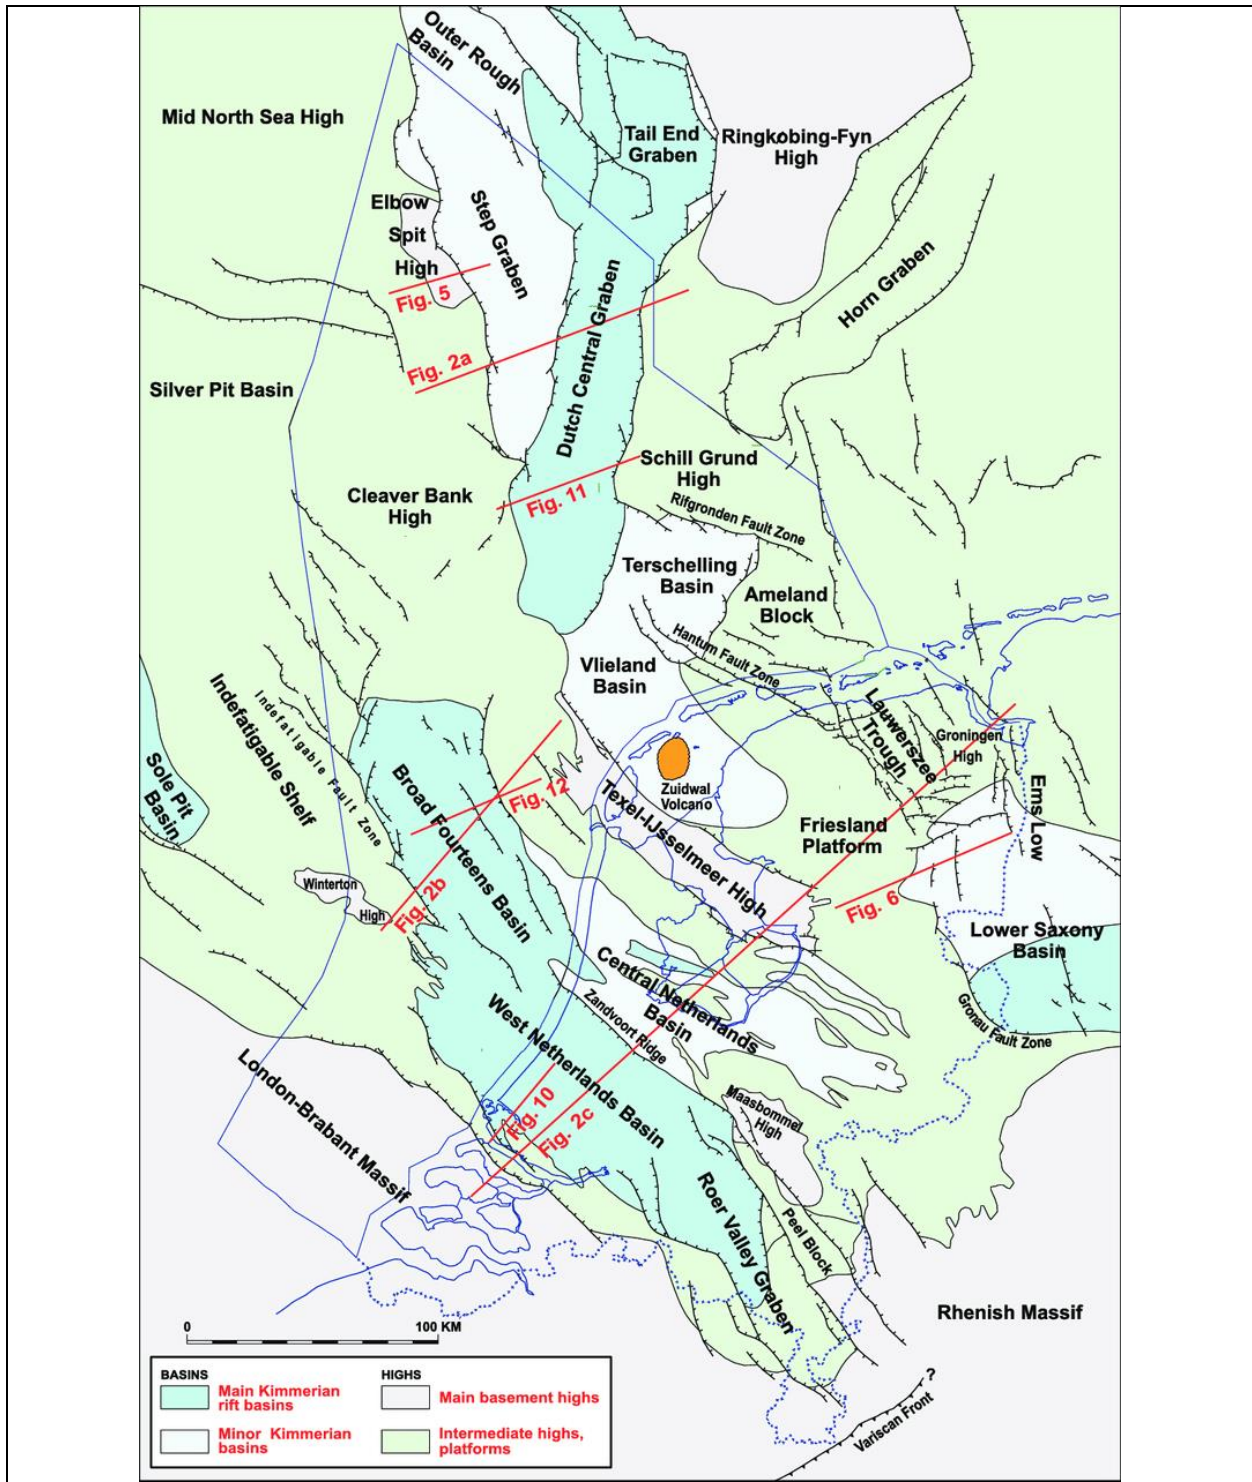 Outer Rough
Basin
Mid North Sea High
Tail End
Graben
Ringkobing-Fyn
High
Elbow
Spit
High
Step Graben
Fig. 5
Horn Graben
Dutch Central Graben
Fig. 2a
Silver Pit Basin
Schill Grund
High
Cleaver Bank
High
Fig. 11
Rifgronden Fault Zone
Terschelling
Basin
Ameland
Block
Hantum Fault Zone
Vlieland
Basin
Indefatigable Shelf
Indefatigable Fault Zone
Lauwerszee
Trough
Groningen
High
Sole Pit
Basin
Broad Fourteens Basin
Fig. 12
Zuidwal
Volcano
Texel-IJsselmeer High
Ems Low
Friesland
Platform
Winterton
High
Fig. 2b
Fig. 6
Lower Saxony
Basin
Central Netherlands
Basin
Zandvoort Ridge
Gronau Fault Zone
West Netherlands Basin
London-Brabant Massif
Fig. 10
Fig. 2c
Maasbommel
High
Roer Valley Graben
Peel Block
Rhenish Massif
0 100 KM
BASINS
Main Kimmerian
rift basins
Minor Kimmerian
basins
HIGHS
Main basement highs
Intermediate highs,
platforms
?
Variscan Front